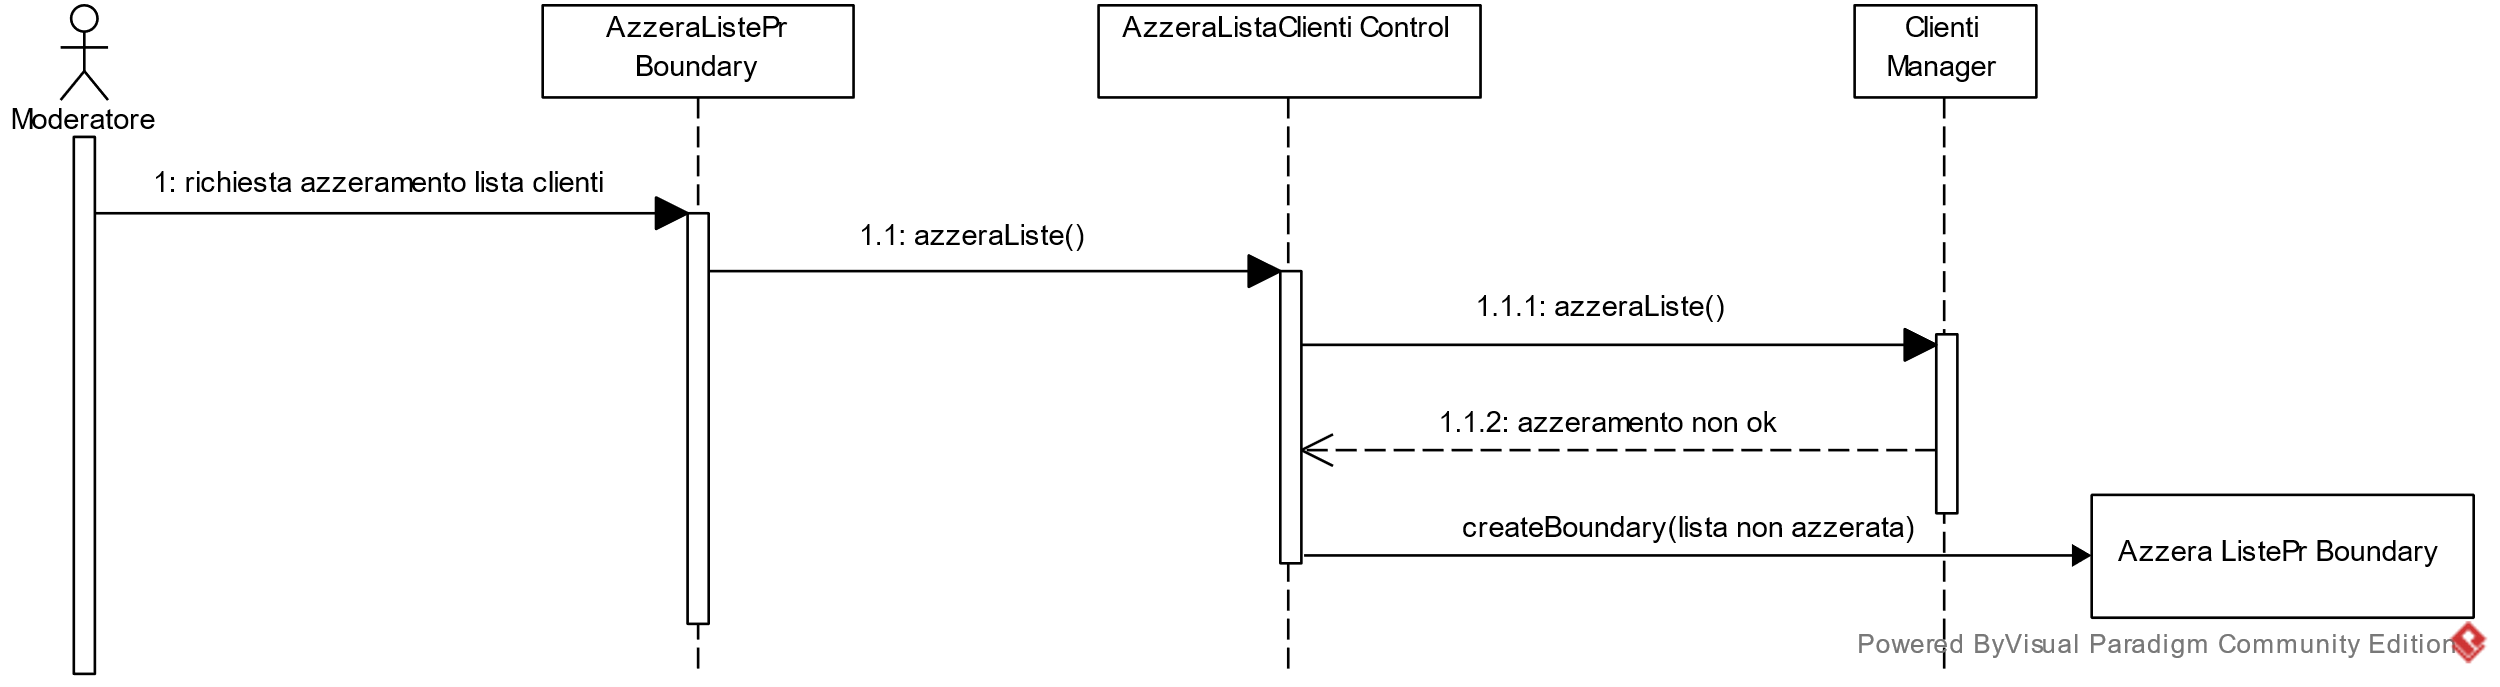 AzzeraListePr
Boundary
AzzeraListaClienti Control
Clienti
Manager
Moderatore
1: richiesta azzeramento lista clienti
1.1: azzeraListe()
1.1.1: azzeraListe()
1.1.2: azzeramento non ok
createBoundary(lista non azzerata)
Azzera ListePr Boundary
Powered ByVisual Paradigm Community Edition